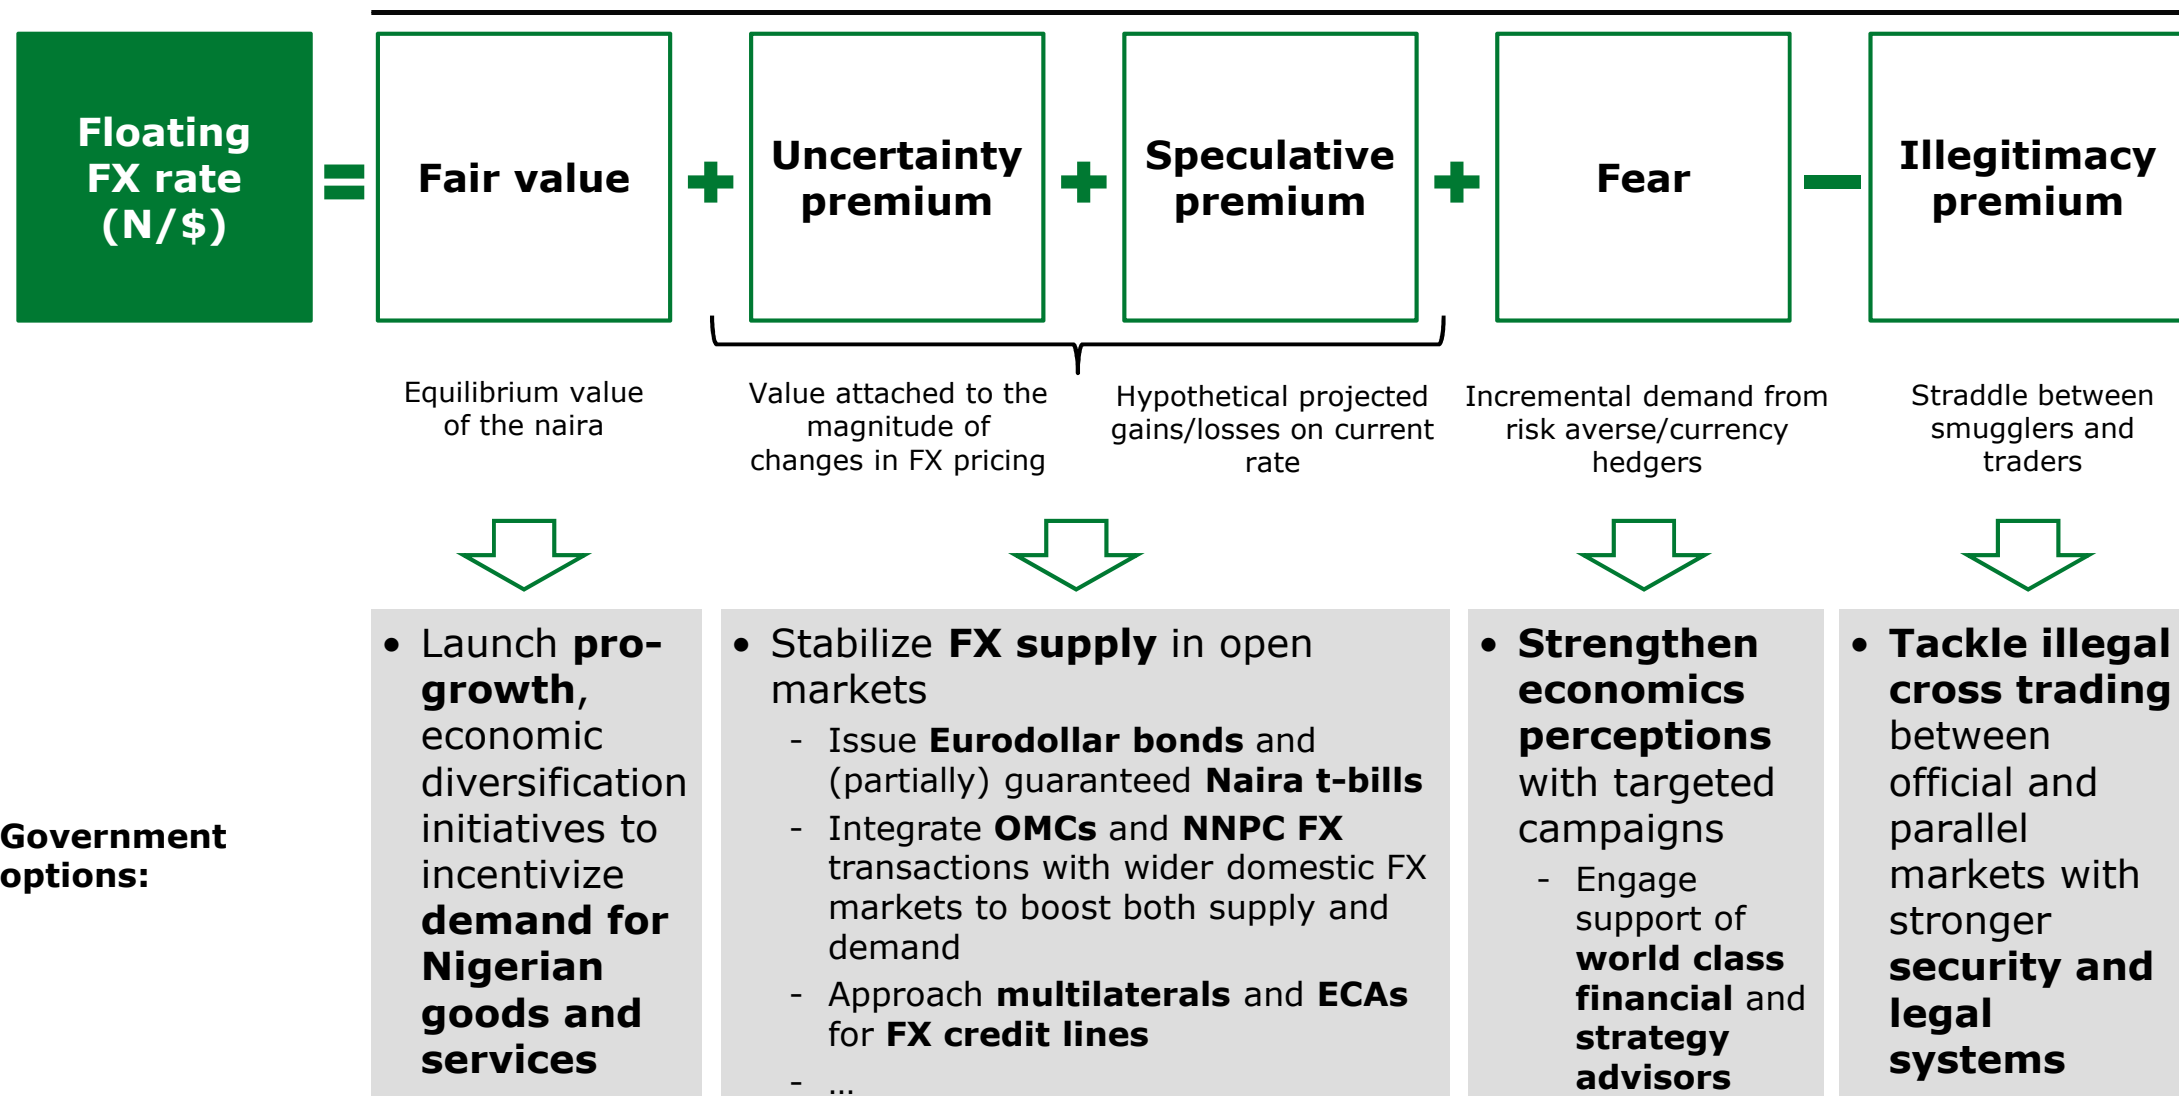 Floating
FX rate
(N/$)
=
Fair value
+
Uncertainty
premium
+
Speculative
premium
+
Fear
−
Illegitimacy
premium
Equilibrium value
of the naira
Value attached to the
magnitude of
changes in FX pricing
Hypothetical projected
gains/losses on current
rate
Incremental demand from
risk averse/currency
hedgers
Straddle between
smugglers and
traders
Government
options:
• Launch pro-
growth,
economic
diversification
initiatives to
incentivize
demand for
Nigerian
goods and
services
• Stabilize FX supply in open
markets
- Issue Eurodollar bonds and
(partially) guaranteed Naira t-bills
- Integrate OMCs and NNPC FX
transactions with wider domestic FX
markets to boost both supply and
demand
- Approach multilaterals and ECAs
for FX credit lines
- …
• Strengthen
economics
perceptions
with targeted
campaigns
- Engage
support of
world class
financial and
strategy
advisors
• Tackle illegal
cross trading
between
official and
parallel
markets with
stronger
security and
legal
systems